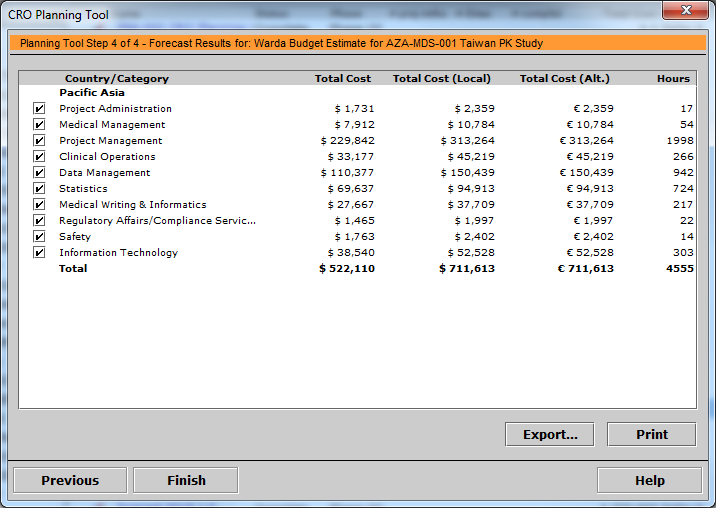 CRO Planning Tool
Planning Tool Step 4 of 4 - Forecast Results for: Warda Budget Estimate for AZA-MDS-001 Taiwan PK Study
Country/Category Total Cost Total Cost (Local) Total Cost (Alt.) Hours
Pacific Asia
Project Administration $ 1,731 $ 2,359 € 2,359 17
Medical Management $ 7,912 $ 10,784 € 10,784 54
Project Management $ 229,842 $ 313,264 € 313,264 1998
Clinical Operations $ 33,177 $ 45,219 € 45,219 266
Data Management $ 110,377 $ 150,439 € 150,439 942
Statistics $ 69,637 $ 94,913 € 94,913 724
Medical Writing & Informatics $ 27,667 $ 37,709 € 37,709 217
Regulatory Affairs/Compliance Servic... $ 1,465 $ 1,997 € 1,997 22
Safety $ 1,763 $ 2,402 € 2,402 14
Information Technology $ 38,540 $ 52,528 € 52,528 303
Total $ 522,110 $ 711,613 € 711,613 4555
Export... Print
Previous Finish Help